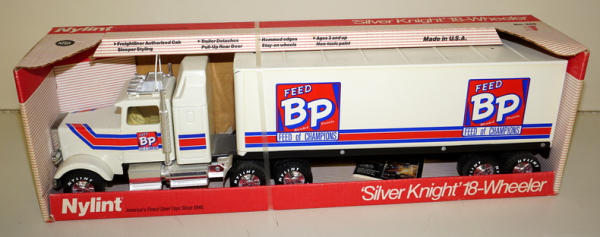 Nylint
• Freightliner Authorized Cab
Sleeper Styling
• Trailer Detaches
Pull-Up Rear Door
• Hemmed edges
Stay-on wheels
• Ages 3 and up
Non-toxic paint
Made in U.S.A.
'Silver Knight' 18-Wheeler
FEED
BP
FEED of CHAMPIONS
FEED
BP
FEED of CHAMPIONS
BP
NYLINT
NYLINT
Nylint
America's Finest Steel Toys Since 1946.
'Silver Knight' 18-Wheeler